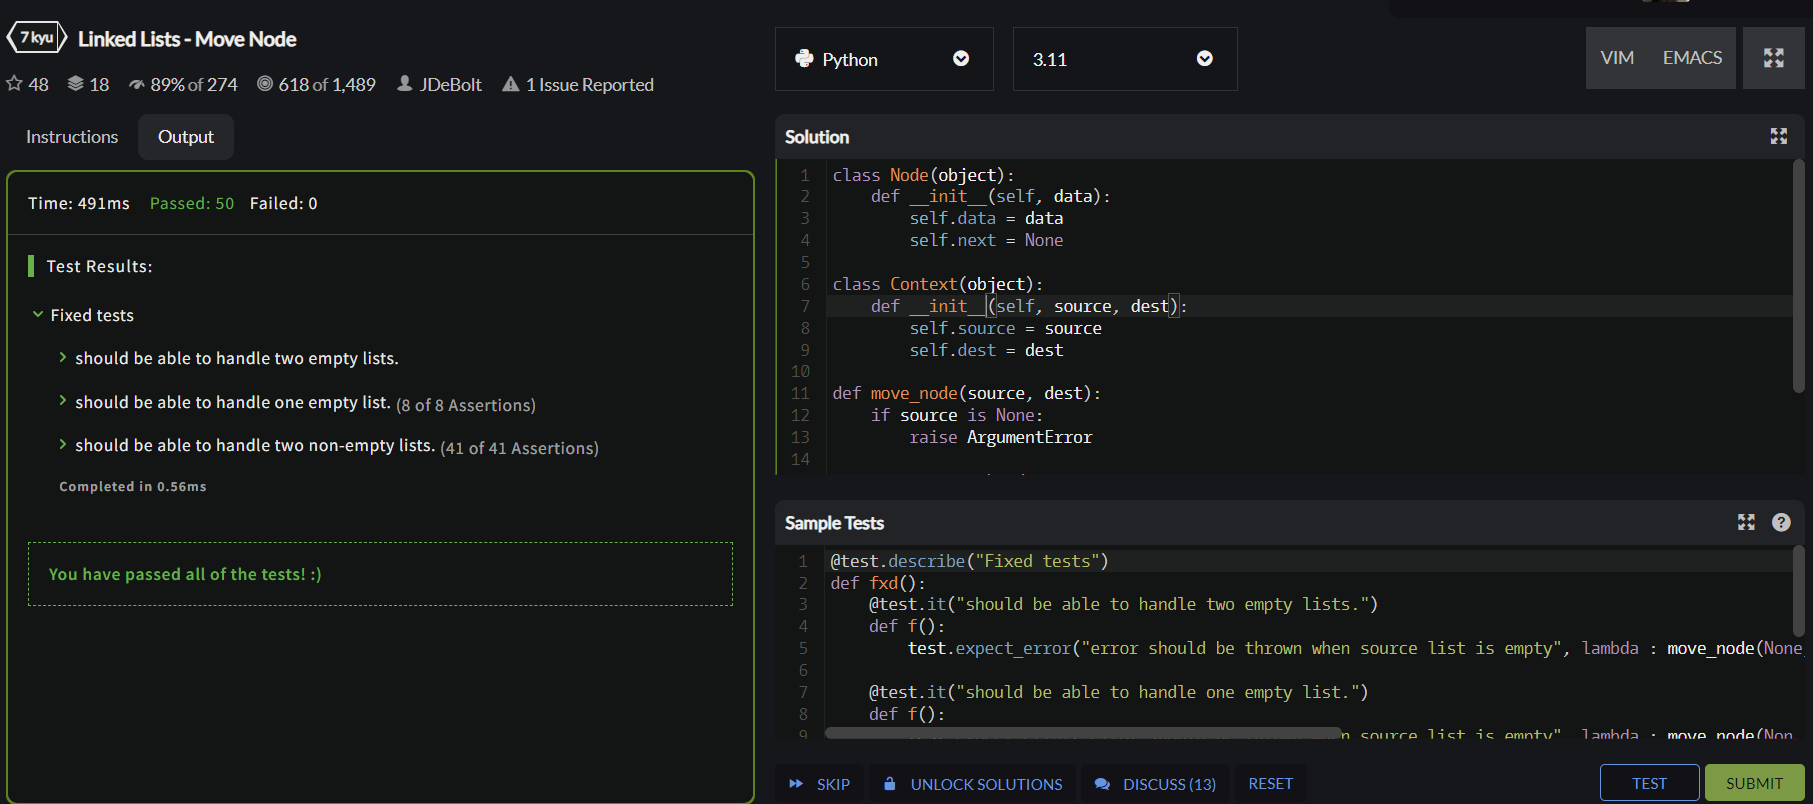 7 kyu Linked Lists - Move Node
48 18 89% of 274 618 of 1,489 JDeBolt 1 Issue Reported
Instructions Output
Time: 491ms Passed: 50 Failed: 0
Test Results:
Fixed tests
should be able to handle two empty lists.
should be able to handle one empty list. (8 of 8 Assertions)
should be able to handle two non-empty lists. (41 of 41 Assertions)
Completed in 0.56ms
You have passed all of the tests! :)
Python 3.11 VIM EMACS
Solution
1 class Node(object):
2     def __init__(self, data):
3         self.data = data
4         self.next = None
5
6 class Context(object):
7     def __init__(self, source, dest):
8         self.source = source
9         self.dest = dest
10
11 def move_node(source, dest):
12     if source is None:
13         raise ArgumentError
14
Sample Tests ?
1 @test.describe("Fixed tests")
2 def fxd():
3     @test.it("should be able to handle two empty lists.")
4     def f():
5         test.expect_error("error should be thrown when source list is empty", lambda : move_node(None
6
7     @test.it("should be able to handle one empty list.")
8     def f():
9 source list is empty", lambda : move_node(Non
SKIP UNLOCK SOLUTIONS DISCUSS (13) RESET TEST SUBMIT